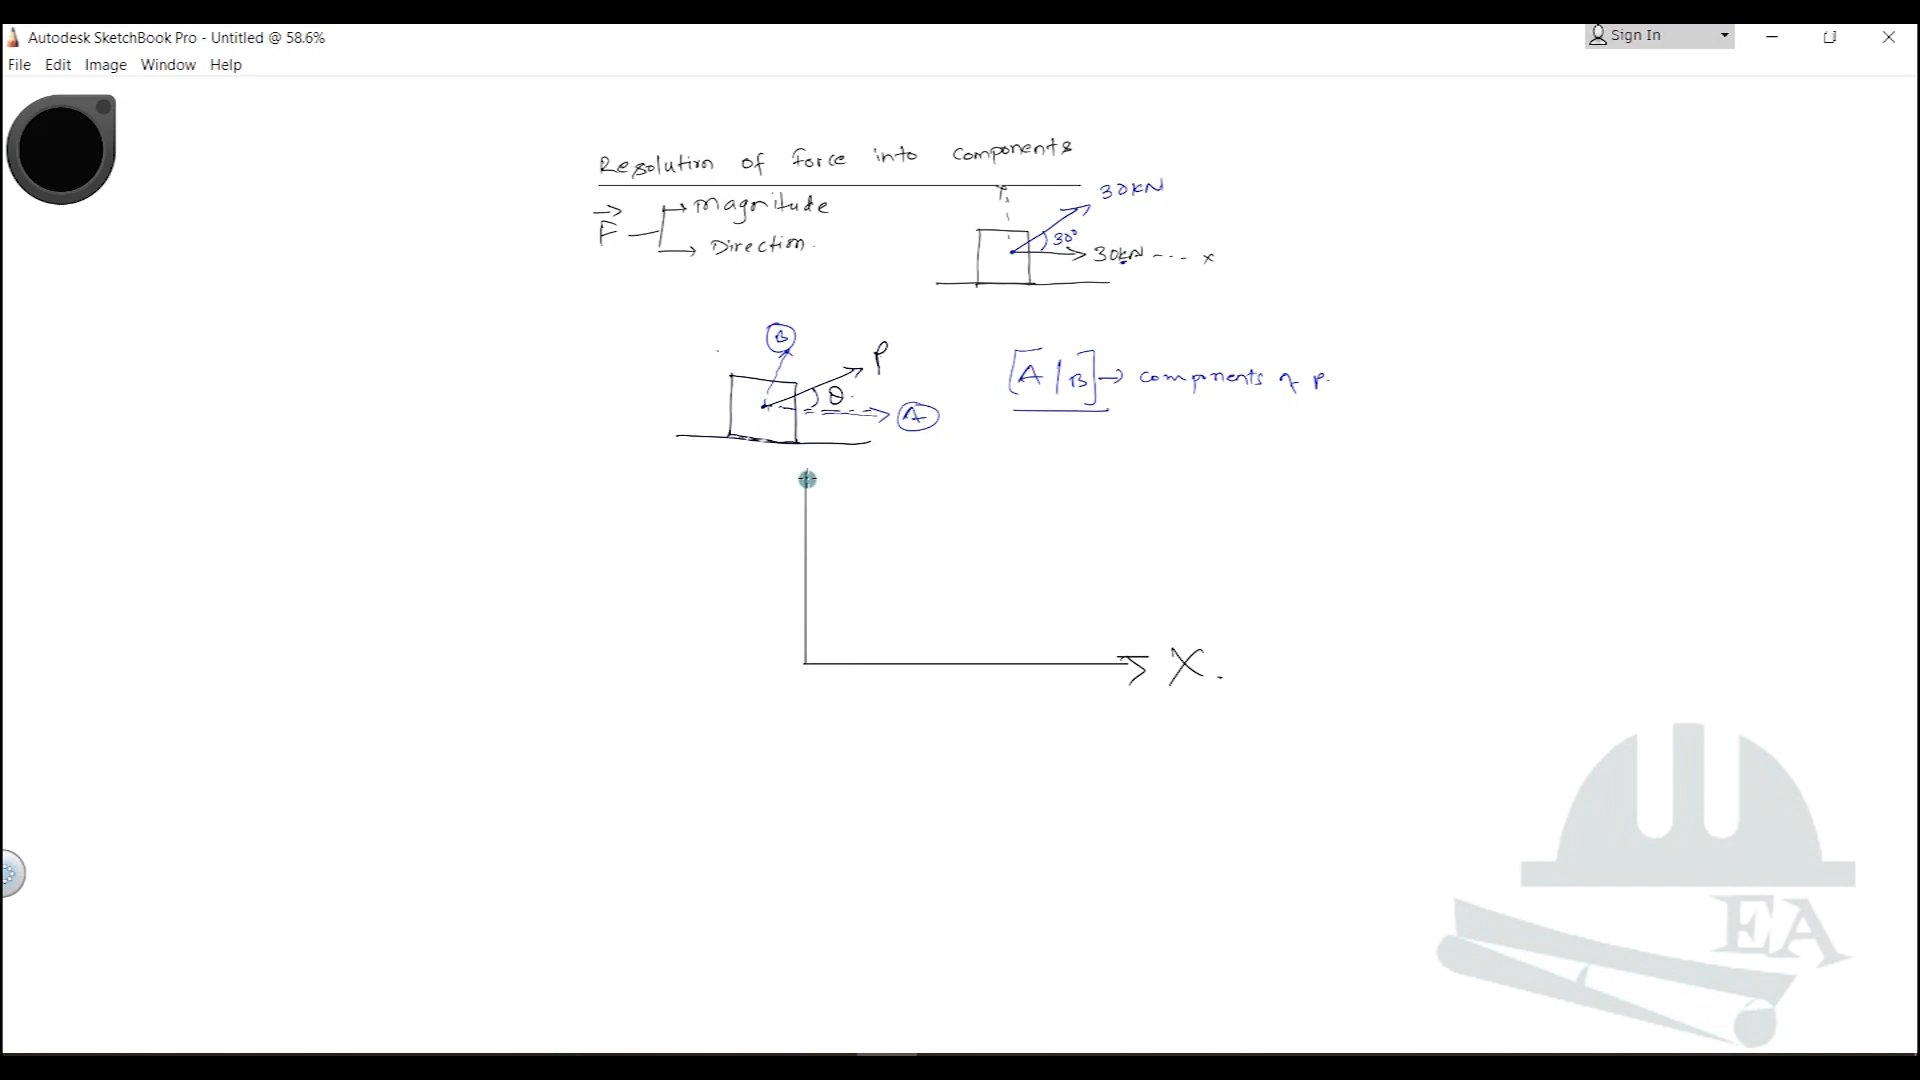 Autodesk SketchBook Pro - Untitled @ 58.6%
Sign In
File Edit Image Window Help
Resolution of force into components
F
magnitude
Direction.
30kN
30°
30kN --- x
B
P
θ
A
[A/B] → components of P.
X.
EA